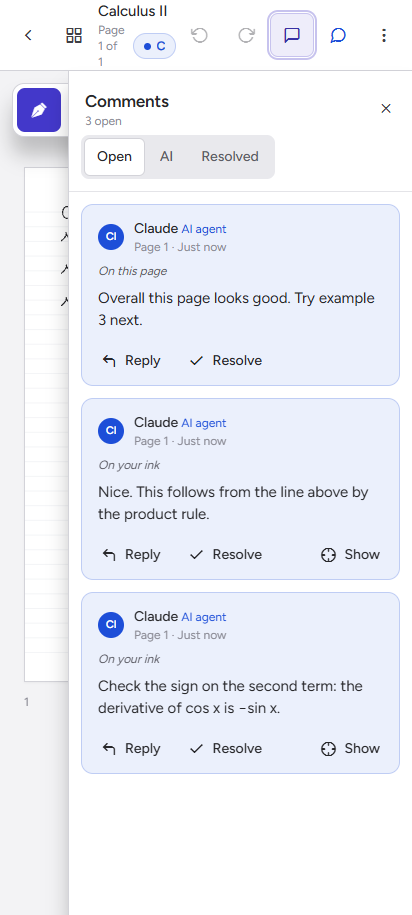 Calculus II
Page 1 of 1
C
Comments
3 open
Open AI Resolved
Cl
Claude AI agent
Page 1 · Just now
On this page
Overall this page looks good. Try example
3 next.
Reply Resolve
Cl
Claude AI agent
Page 1 · Just now
On your ink
Nice. This follows from the line above by
the product rule.
Reply Resolve Show
Cl
Claude AI agent
Page 1 · Just now
On your ink
Check the sign on the second term: the
derivative of cos x is −sin x.
Reply Resolve Show
1